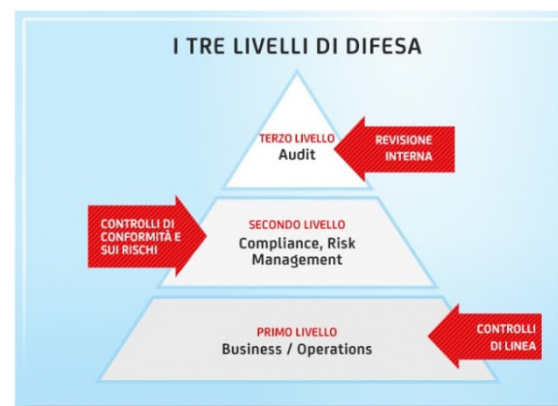 I TRE LIVELLI DI DIFESA
TERZO LIVELLO
Audit
REVISIONE
INTERNA
CONTROLLI DI
CONFORMITÀ E
SUI RISCHI
SECONDO LIVELLO
Compliance, Risk
Management
PRIMO LIVELLO
Business / Operations
CONTROLLI
DI LINEA